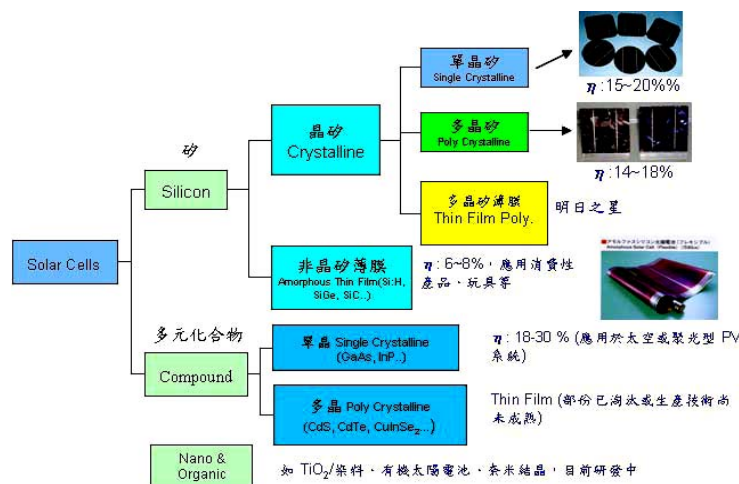 單晶矽
Single Crystalline
η : 15~20%%
晶矽
Crystalline
多晶矽
Poly Crystalline
η : 14~18%
矽
Silicon
多晶矽薄膜
Thin Film Poly.
明日之星
Solar Cells
非晶矽薄膜
Amorphous Thin Film(Si:H,
SiGe, SiC..)
η : 6~8%，應用消費性
產品、玩具等
多元化合物
Compound
單晶 Single Crystalline
(GaAs, InP..)
η : 18-30 % (應用於太空或聚光型 PV
系統)
多晶 Poly Crystalline
(CdS, CdTe, CuInSe₂...)
Thin Film (部份已淘汰或生產技術尚
未成熟)
Nano &
Organic
如 TiO₂/染料、有機太陽電池、奈米結晶，目前研發中